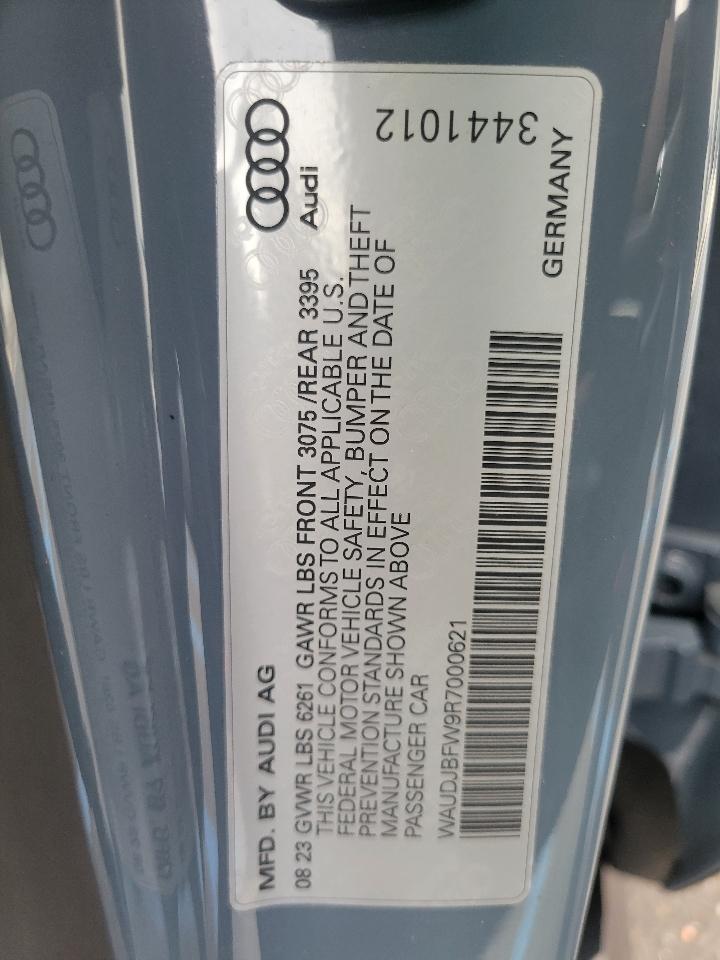 MFD. BY AUDI AG
Audi
08 23 GVWR LBS 6261 GAWR LBS FRONT 3075 /REAR 3395
THIS VEHICLE CONFORMS TO ALL APPLICABLE U.S.
FEDERAL MOTOR VEHICLE SAFETY, BUMPER AND THEFT
PREVENTION STANDARDS IN EFFECT ON THE DATE OF
MANUFACTURE SHOWN ABOVE
PASSENGER CAR
WAUDJBFW9R7000621
GERMANY
3441012